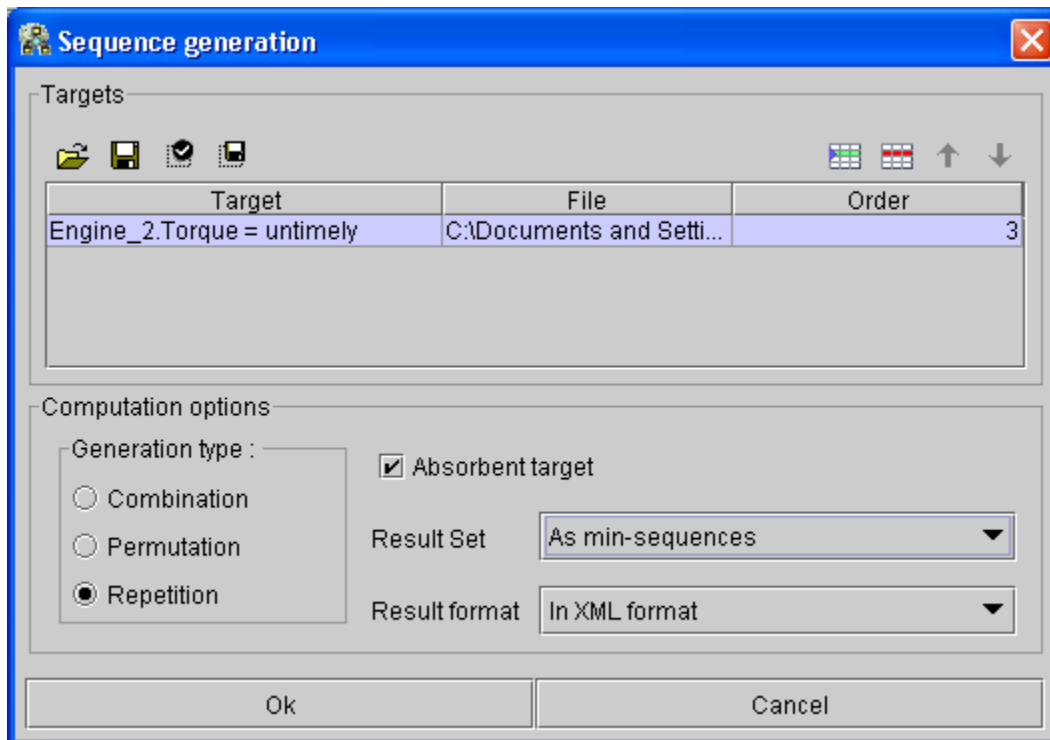 Sequence generation
Targets
Target File Order
Engine_2.Torque = untimely C:\Documents and Setti... 3
Computation options
Generation type :
Absorbent target
Combination
Result Set As min-sequences
Permutation
Repetition
Result format In XML format
Ok Cancel